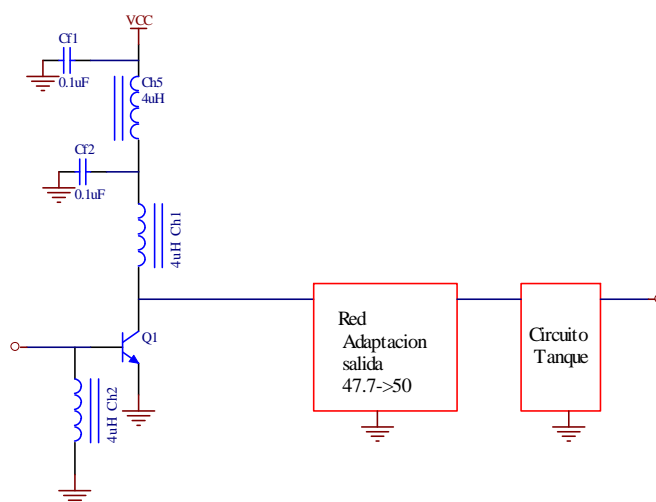 VCC
Cf1
0.1uF
Ch5
4uH
Cf2
0.1uF
4uH Ch1
Q1
4uH Ch2
Red
Adaptacion
salida
47.7->50
Circuito
Tanque